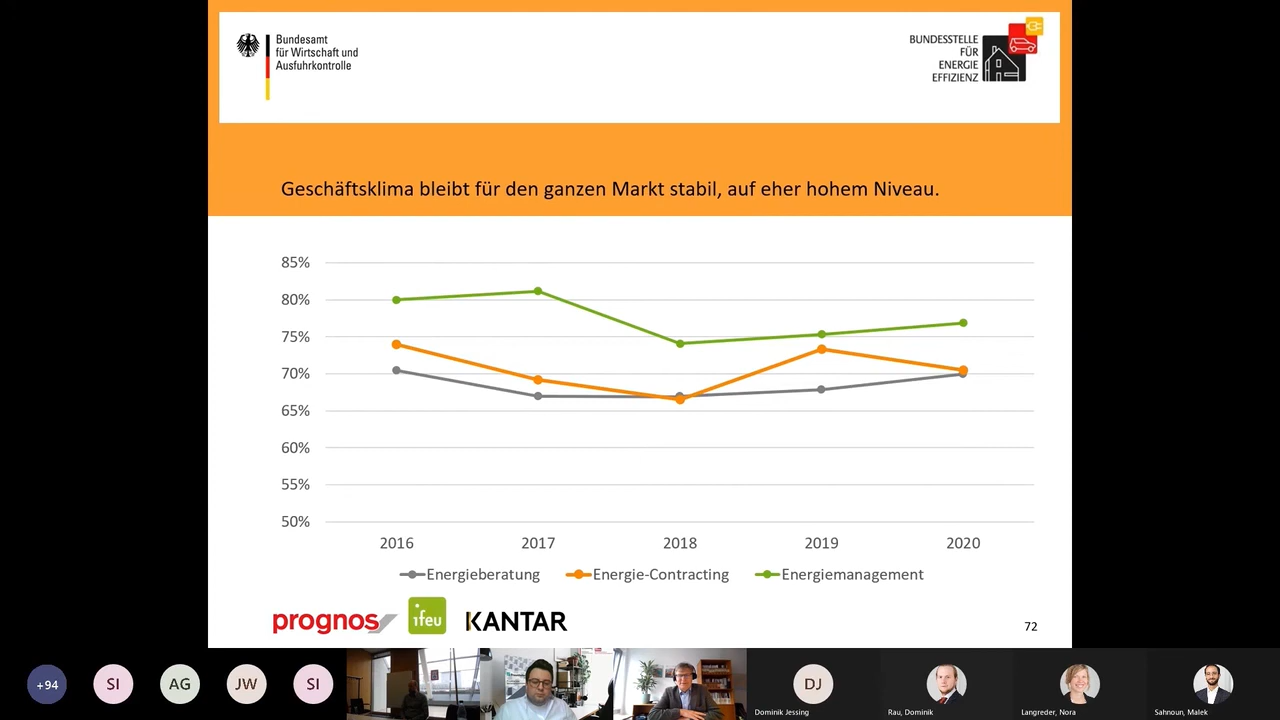 Bundesamt
für Wirtschaft und
Ausfuhrkontrolle
BUNDESSTELLE
FÜR
ENERGIE
EFFIZIENZ
Geschäftsklima bleibt für den ganzen Markt stabil, auf eher hohem Niveau.
85%
80%
75%
70%
65%
60%
55%
50%
2016 2017 2018 2019 2020
Energieberatung Energie-Contracting Energiemanagement
prognos ifeu KANTAR
72
+94 SI AG JW SI DJ
Dominik Jessing Rau, Dominik Langreder, Nora Sahnoun, Malek